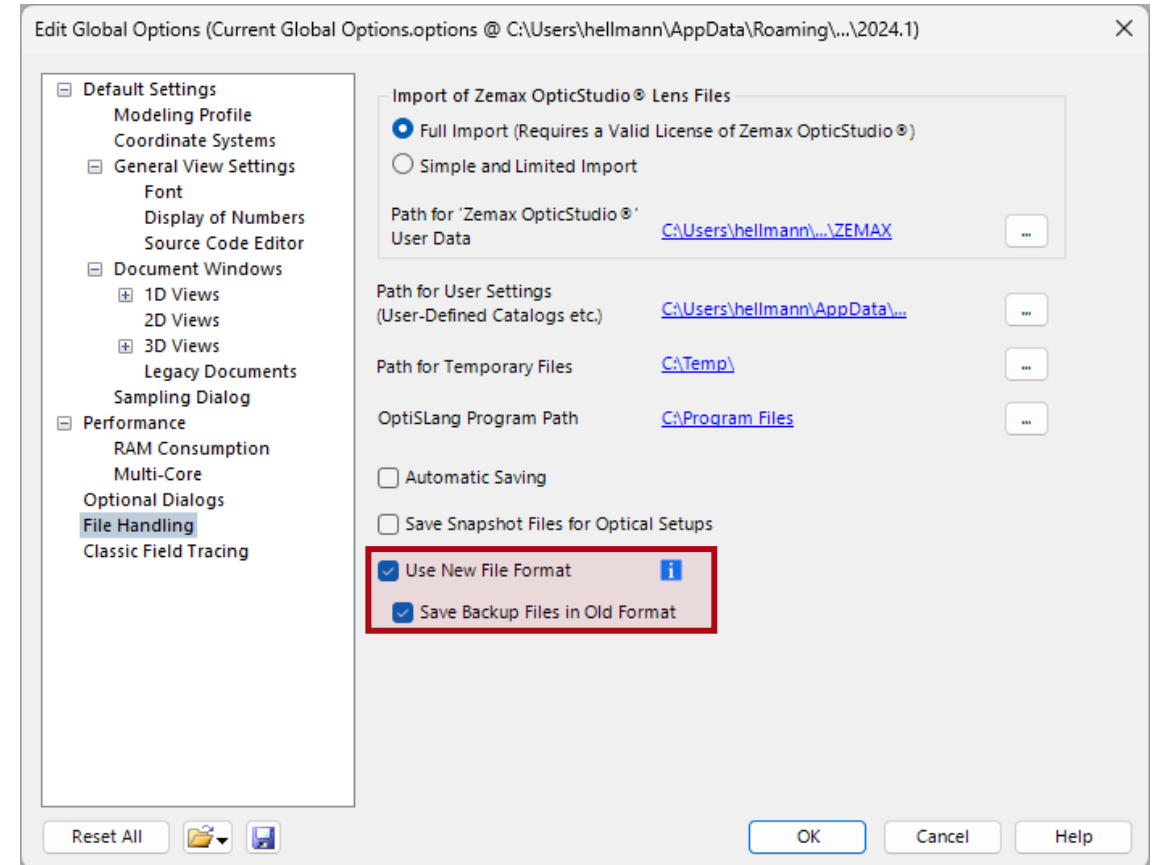 Edit Global Options (Current Global Options.options @ C:\Users\hellmann\AppData\Roaming\...\2024.1)
Default Settings
Modeling Profile
Coordinate Systems
General View Settings
Font
Display of Numbers
Source Code Editor
Document Windows
1D Views
2D Views
3D Views
Legacy Documents
Sampling Dialog
Performance
RAM Consumption
Multi-Core
Optional Dialogs
File Handling
Classic Field Tracing
Import of Zemax OpticStudio® Lens Files
Full Import (Requires a Valid License of Zemax OpticStudio®)
Simple and Limited Import
Path for 'Zemax OpticStudio®'
User Data
C:\Users\hellmann\...\ZEMAX
...
Path for User Settings
(User-Defined Catalogs etc.)
C:\Users\hellmann\AppData\...
...
Path for Temporary Files
C:\Temp\
...
OptiSLang Program Path
C:\Program Files
...
Automatic Saving
Save Snapshot Files for Optical Setups
Use New File Format
i
Save Backup Files in Old Format
Reset All
OK
Cancel
Help